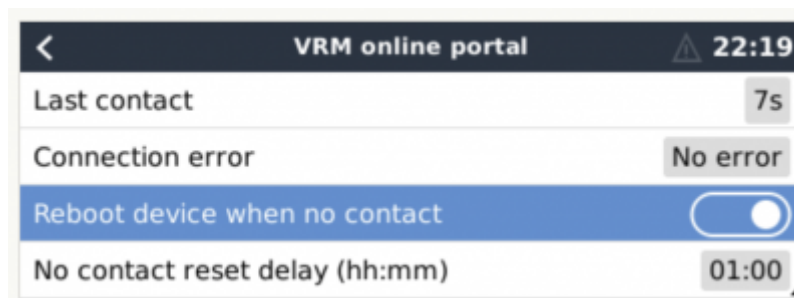 VRM online portal 22:19
Last contact 7s
Connection error No error
Reboot device when no contact
No contact reset delay (hh:mm) 01:00